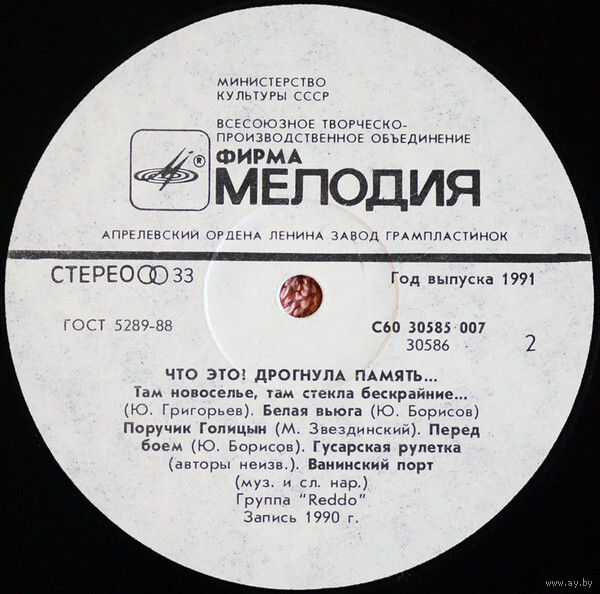 МИНИСТЕРСТВО
КУЛЬТУРЫ СССР
ВСЕСОЮЗНОЕ ТВОРЧЕСКО-
ПРОИЗВОДСТВЕННОЕ ОБЪЕДИНЕНИЕ
®
ФИРМА
МЕЛОДИЯ
АПРЕЛЕВСКИЙ ОРДЕНА ЛЕНИНА ЗАВОД ГРАМПЛАСТИНОК
СТЕРЕО 33
Год выпуска 1991
ГОСТ 5289-88
С60 30585 007
30586
2
ЧТО ЭТО! ДРОГНУЛА ПАМЯТЬ...
Там новоселье, там стекла бескрайние...
(Ю. Григорьев). Белая вьюга (Ю. Борисов)
Поручик Голицын (М. Звездинский). Перед
боем (Ю. Борисов). Гусарская рулетка
(авторы неизв.). Ванинский порт
(муз. и сл. нар.)
Группа "Reddo"
Запись 1990 г.
www.ay.by